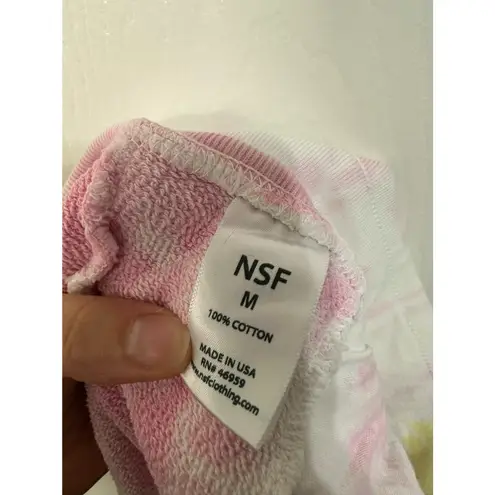 NSF
M
100% COTTON
MADE IN USA
RN# 46959
www.nsfclothing.com